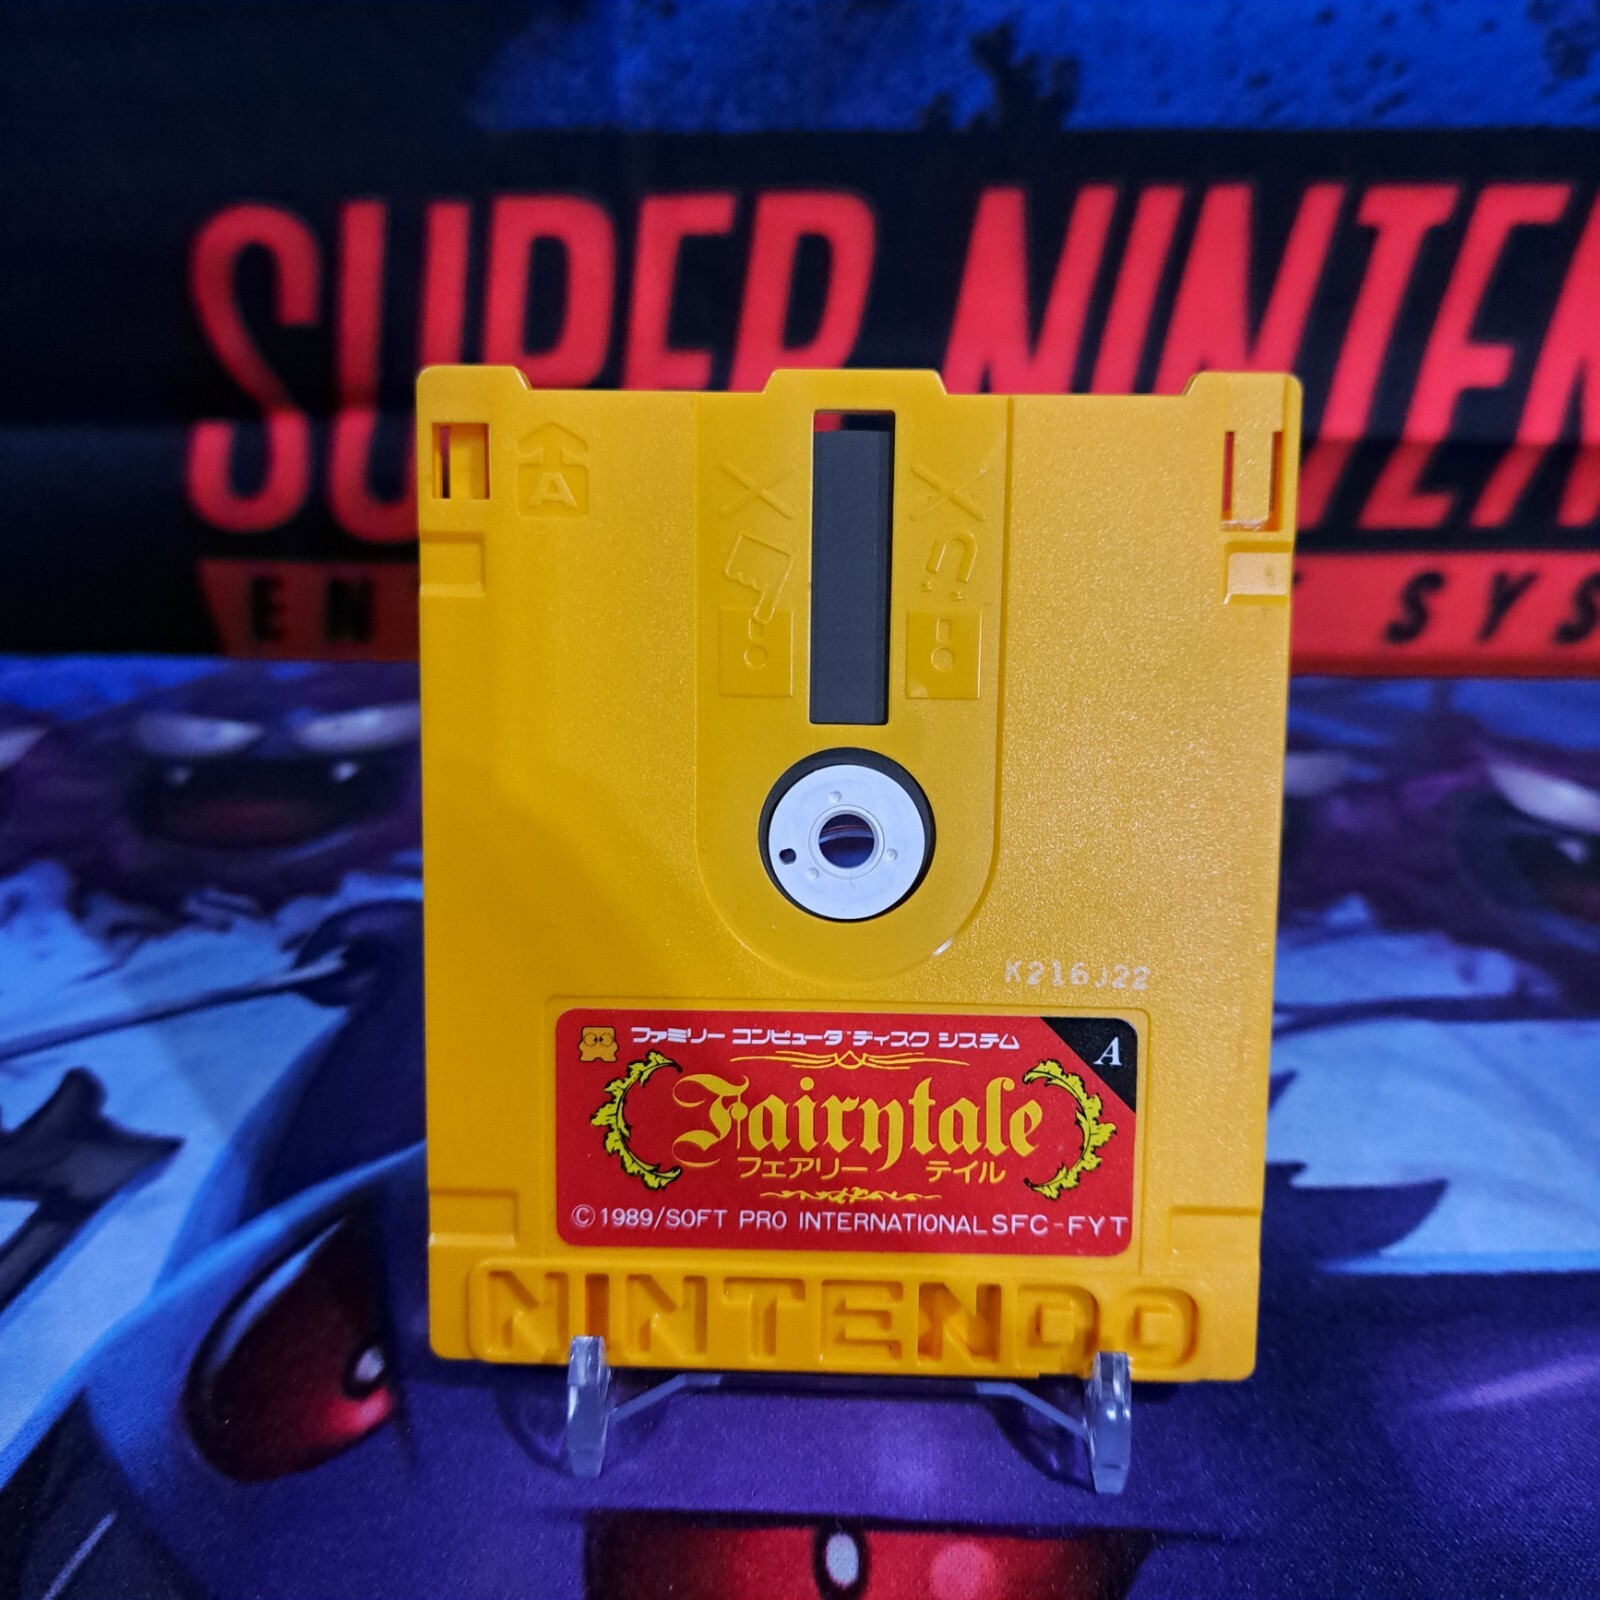 SUPER NINTEN
EN SYS
A
K216J22
ファミリー コンピュータ ディスク システム
A
Fairytale
フェアリー テイル
© 1989/SOFT PRO INTERNATIONAL SFC-FYT
NINTENDO